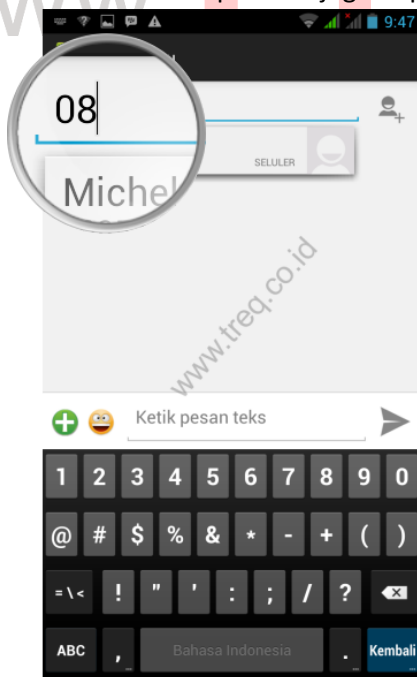 9:47
08
SELULER
Michel
www.treq.co.id
Ketik pesan teks
1 2 3 4 5 6 7 8 9 0
@ # $ % & * - + ( )
= \ < ! " ' : ; / ?
ABC , Bahasa Indonesia . Kembali